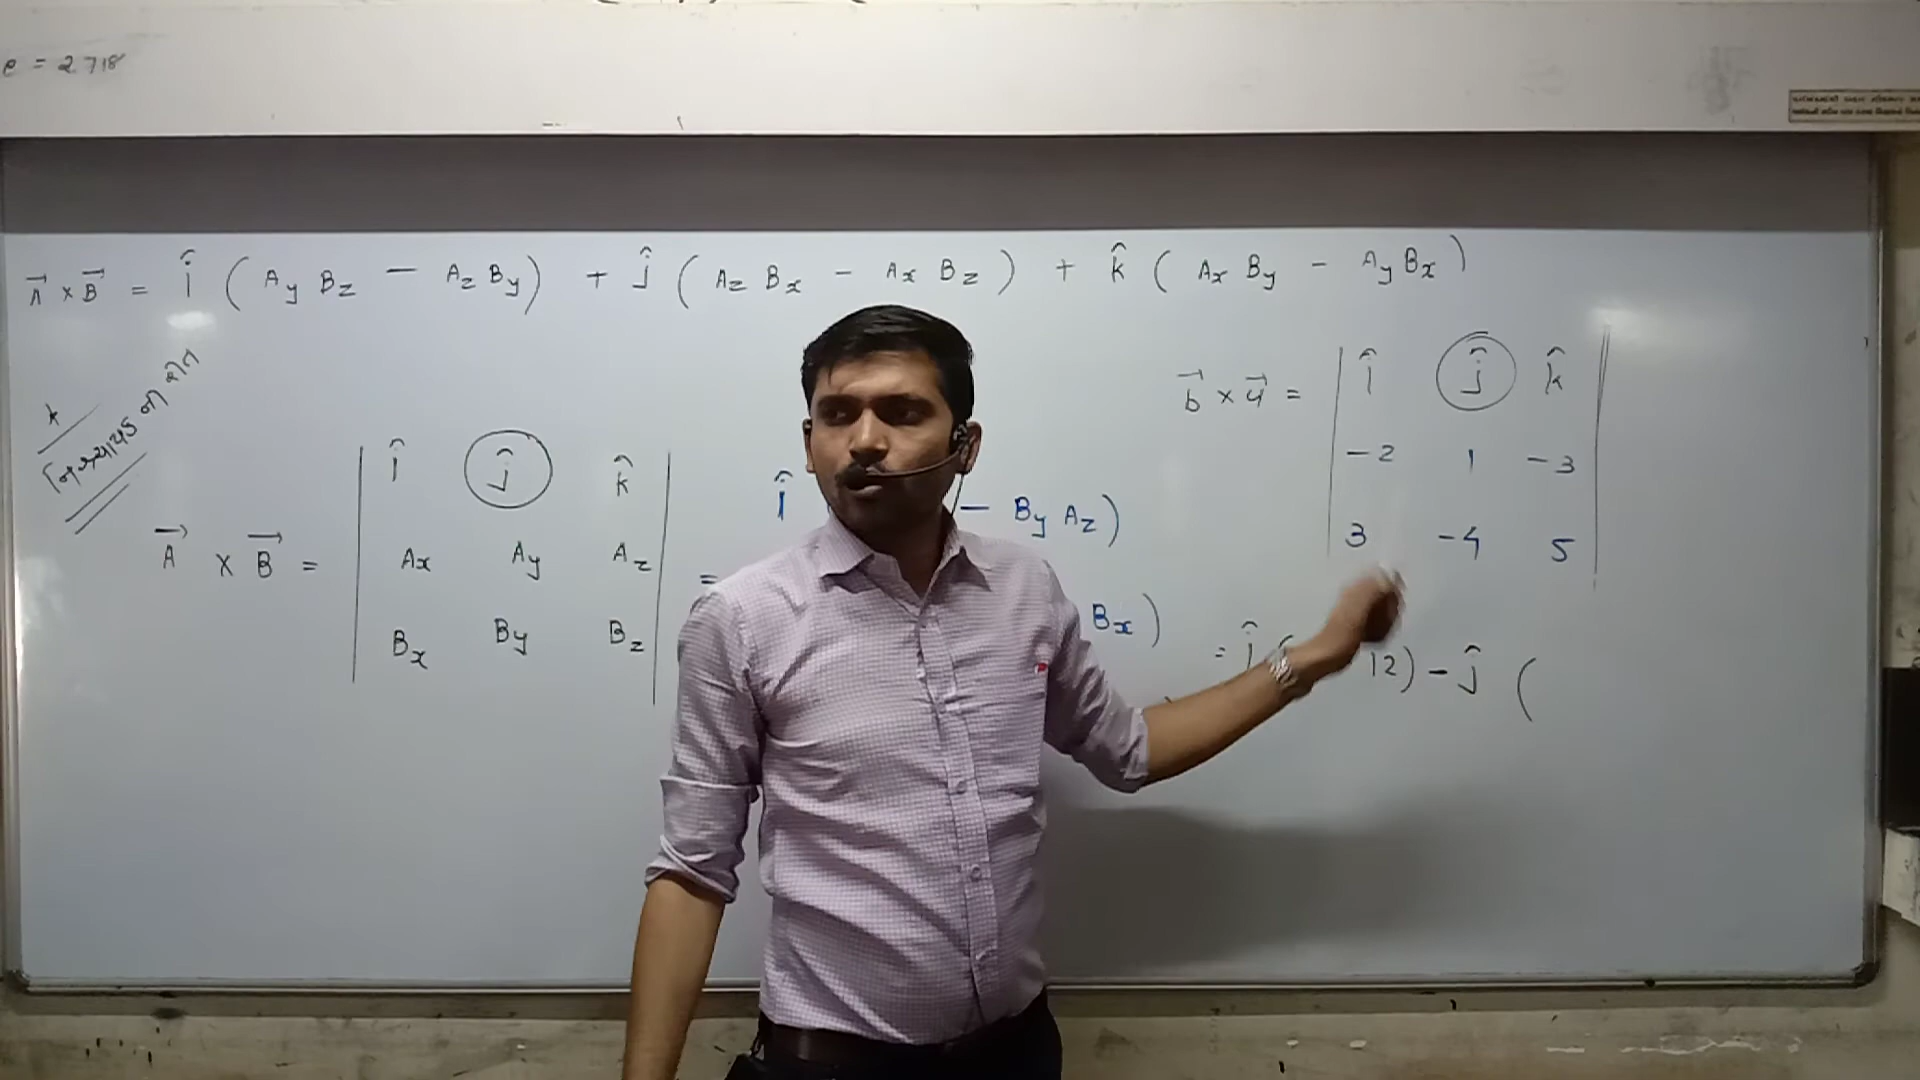 e = 2.718
A⃗ × B⃗ = î ( Ay Bz − Az By ) + ĵ ( Az Bx − Ax Bz ) + k̂ ( Ax By − Ay Bx )
નિશ્ચાયક ની રીત
A⃗ × B⃗ = | î ĵ k̂ |
| Ax Ay Az |
| Bx By Bz |
= î − By Az )
Bx )
b⃗ × a⃗ = | î ĵ k̂ |
| −2 1 −3 |
| 3 −4 5 |
= î ( 12 ) − ĵ (